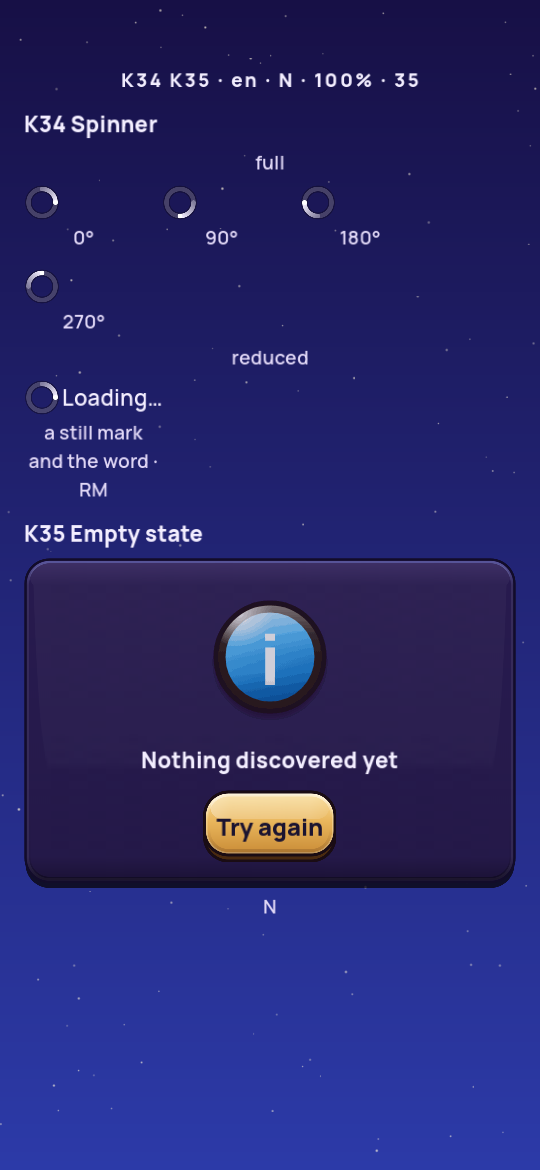 K34 K35 · en · N · 100% · 35
K34 Spinner
full
0° 90° 180°
270°
reduced
Loading...
a still mark
and the word ·
RM
K35 Empty state
Nothing discovered yet
Try again
N